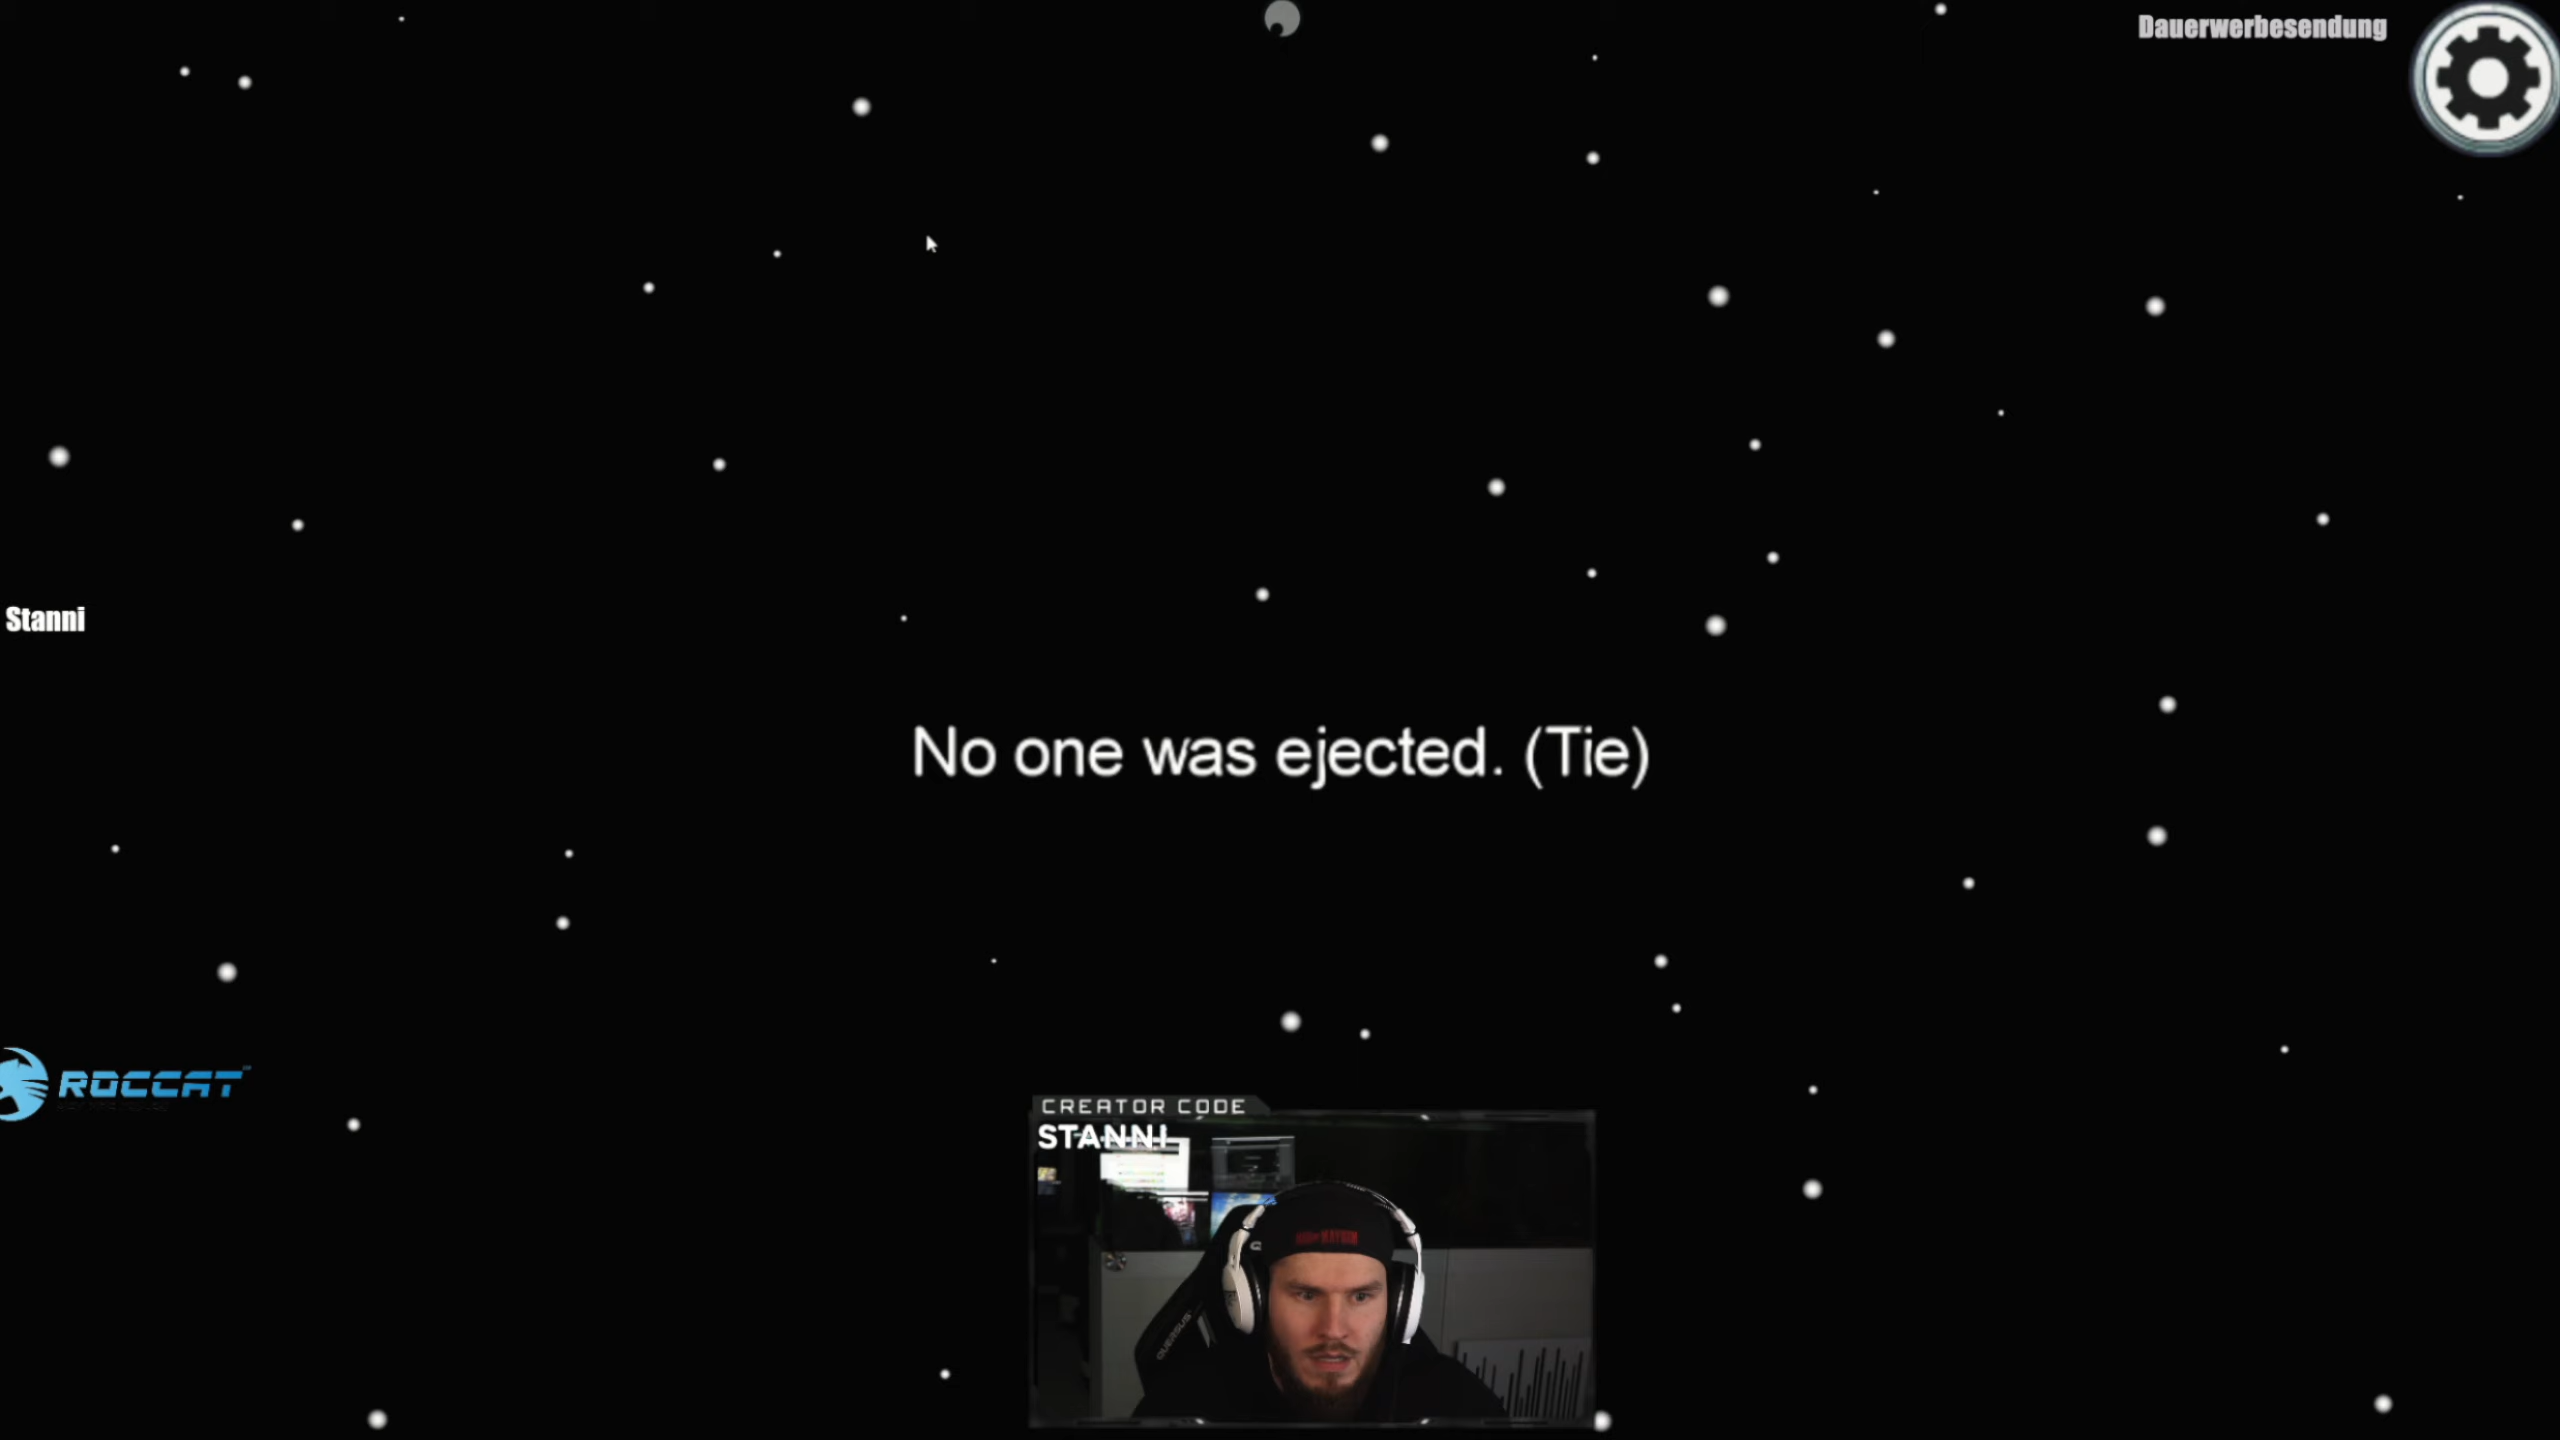 Dauerwerbesendung
Stanni
No one was ejected. (Tie)
ROCCAT
CREATOR CODE
STANNI